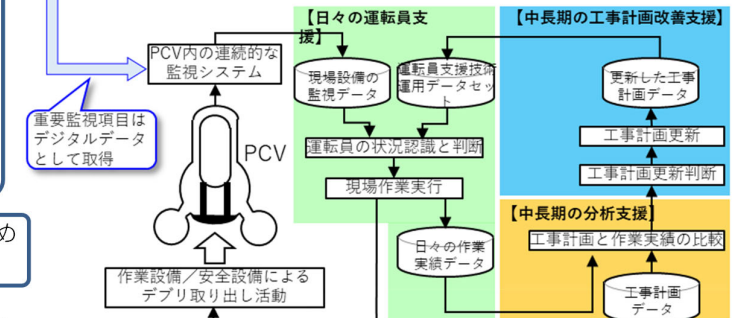 【日々の運転員支
援】
【中長期の工事計画改善支援】
PCV内の連続的な
監視システム
現場設備の
監視データ
運転員支援技術
運用データセッ
ト
更新した工事
計画データ
重要監視項目は
デジタルデータ
として取得
PCV
運転員の状況認識と判断
工事計画更新
現場作業実行
工事計画更新判断
【中長期の分析支援】
め
日々の作業
実績データ
工事計画と作業実績の比較
作業設備/安全設備による
デブリ取り出し活動
工事計画
データ